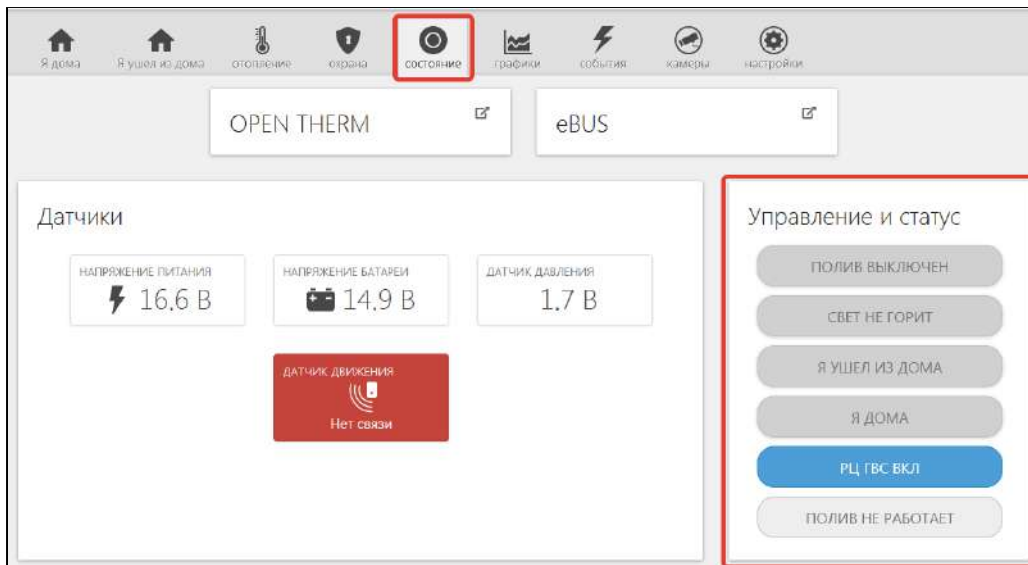 Я дома
Я ушел из дома
отопление
1
охрана
состояние
графики
события
камеры
настройки
OPEN THERM
eBUS
Датчики
НАПРЯЖЕНИЕ ПИТАНИЯ
16,6 В
НАПРЯЖЕНИЕ БАТАРЕИ
14,9 В
ДАТЧИК ДАВЛЕНИЯ
1,7 В
ДАТЧИК ДВИЖЕНИЯ
Нет связи
Управление и статус
ПОЛИВ ВЫКЛЮЧЕН
СВЕТ НЕ ГОРИТ
Я УШЕЛ ИЗ ДОМА
Я ДОМА
РЦ ГВС ВКЛ
ПОЛИВ НЕ РАБОТАЕТ